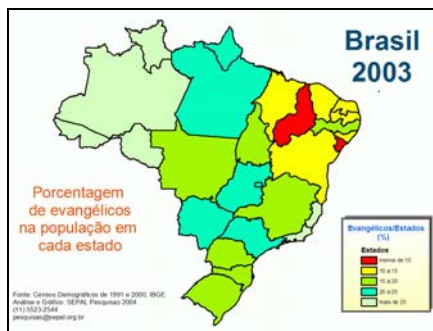 Brasil
2003
Porcentagem
de evangélicos
na população em
cada estado
Evangélicos/Estados
(%)
Estados
menos de 10
10 a 15
15 a 20
20 a 25
mais de 25
Fonte: Censos Demográficos de 1991 e 2000, IBGE
Análise e Gráfico: SEPAL Pesquisas 2004
(11) 5523-2544
pesquisas@sepal.org.br